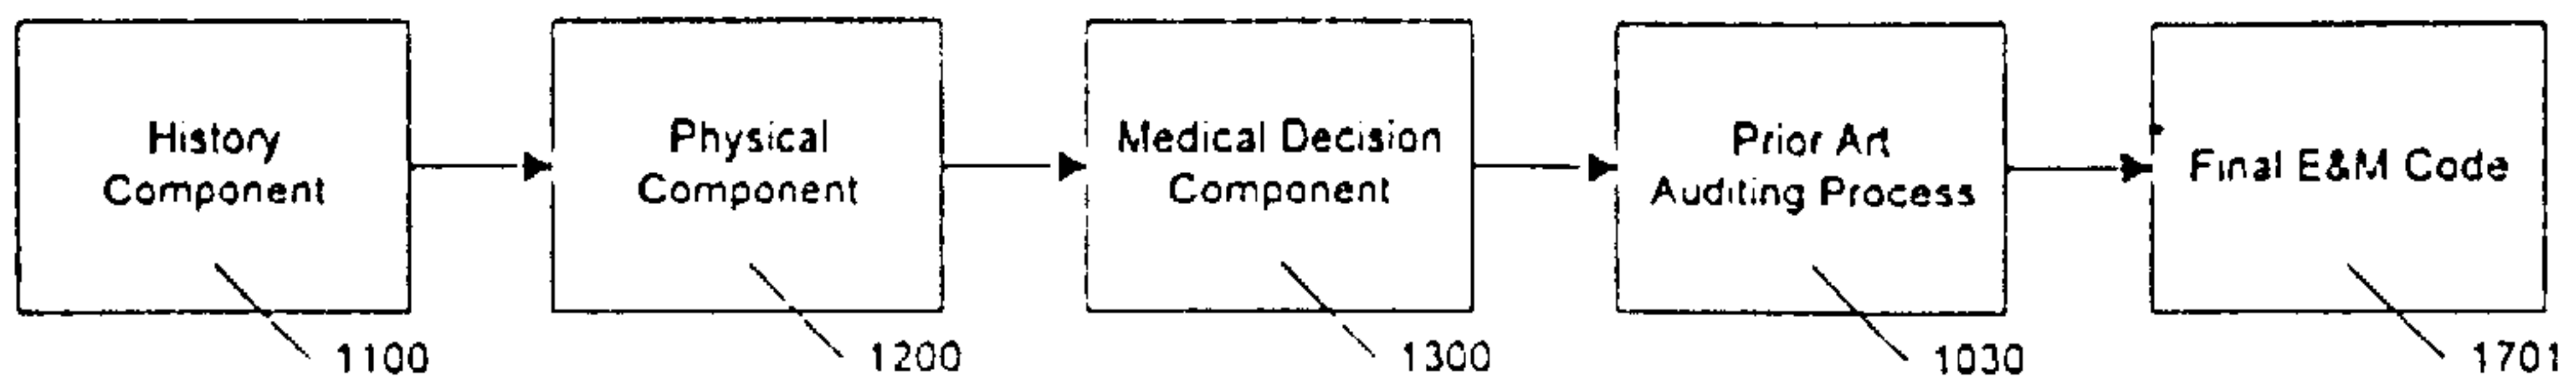 History
Component
Physical
Component
Medical Decision
Component
Prior Art
Auditing Process
Final E&M Code
1100
1200
1300
1030
1701